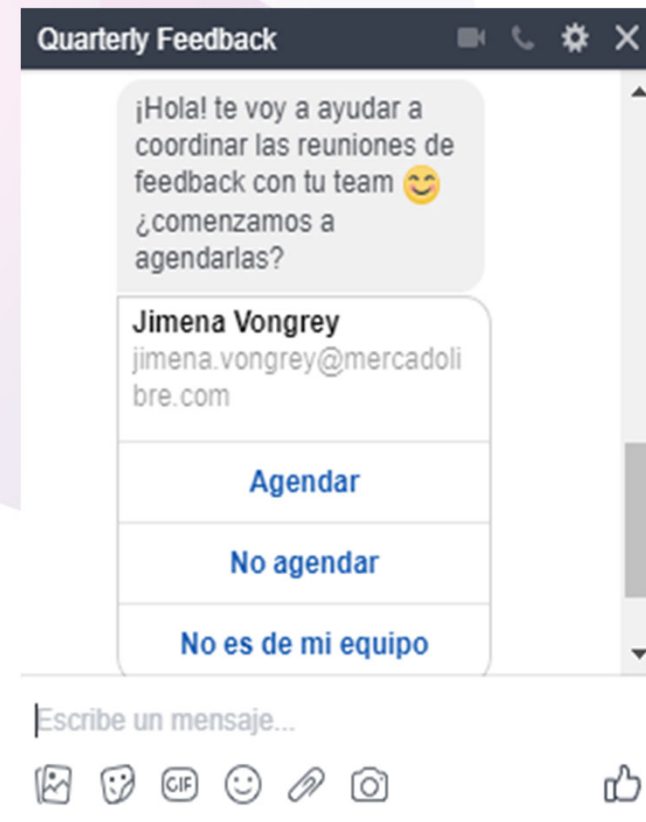 Quarterly Feedback
¡Hola! te voy a ayudar a
coordinar las reuniones de
feedback con tu team 😊
¿comenzamos a
agendarlas?
Jimena Vongrey
jimena.vongrey@mercadoli
bre.com
Agendar
No agendar
No es de mi equipo
Escribe un mensaje...
GIF